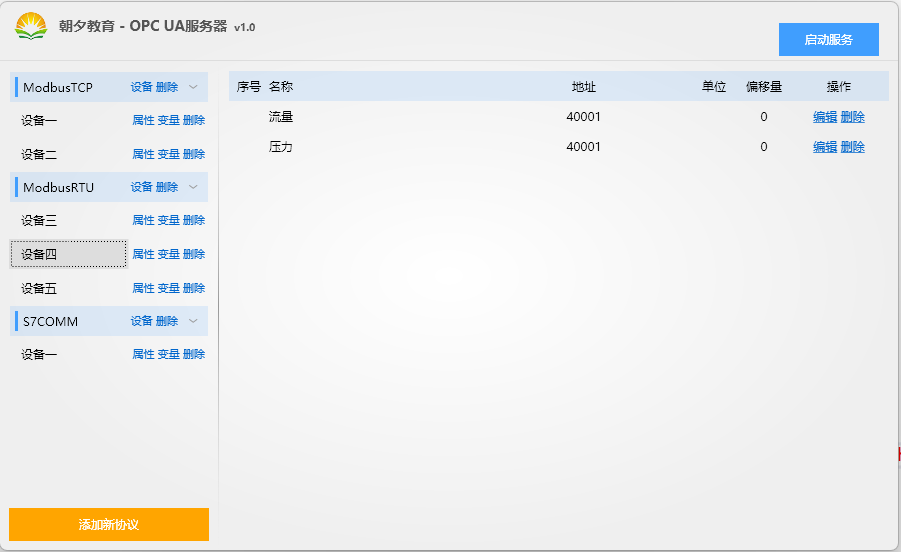 朝夕教育 - OPC UA服务器 v1.0
启动服务
ModbusTCP 设备 删除
设备一 属性 变量 删除
设备二 属性 变量 删除
ModbusRTU 设备 删除
设备三 属性 变量 删除
设备四 属性 变量 删除
设备五 属性 变量 删除
S7COMM 设备 删除
设备一 属性 变量 删除
添加新协议
序号 名称 地址 单位 偏移量 操作
流量 40001 0 编辑 删除
压力 40001 0 编辑 删除